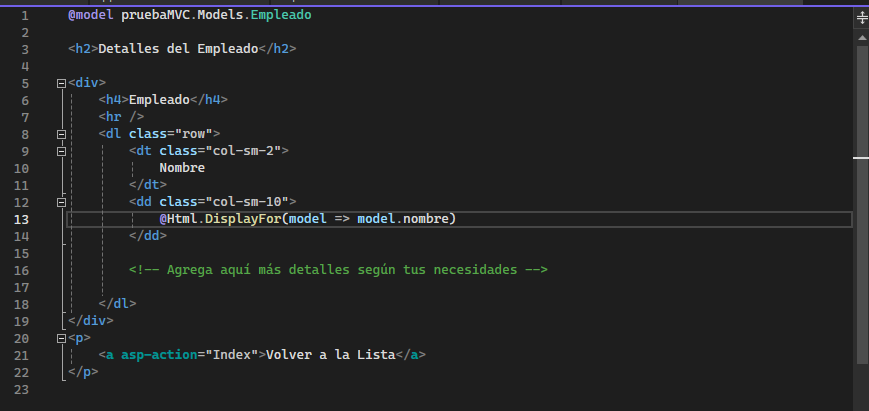 1 @model pruebaMVC.Models.Empleado
2
3 <h2>Detalles del Empleado</h2>
4
5 <div>
6 <h4>Empleado</h4>
7 <hr />
8 <dl class="row">
9 <dt class="col-sm-2">
10 Nombre
11 </dt>
12 <dd class="col-sm-10">
13 @Html.DisplayFor(model => model.nombre)
14 </dd>
15
16 <!-- Agrega aquí más detalles según tus necesidades -->
17
18 </dl>
19 </div>
20 <p>
21 <a asp-action="Index">Volver a la Lista</a>
22 </p>
23